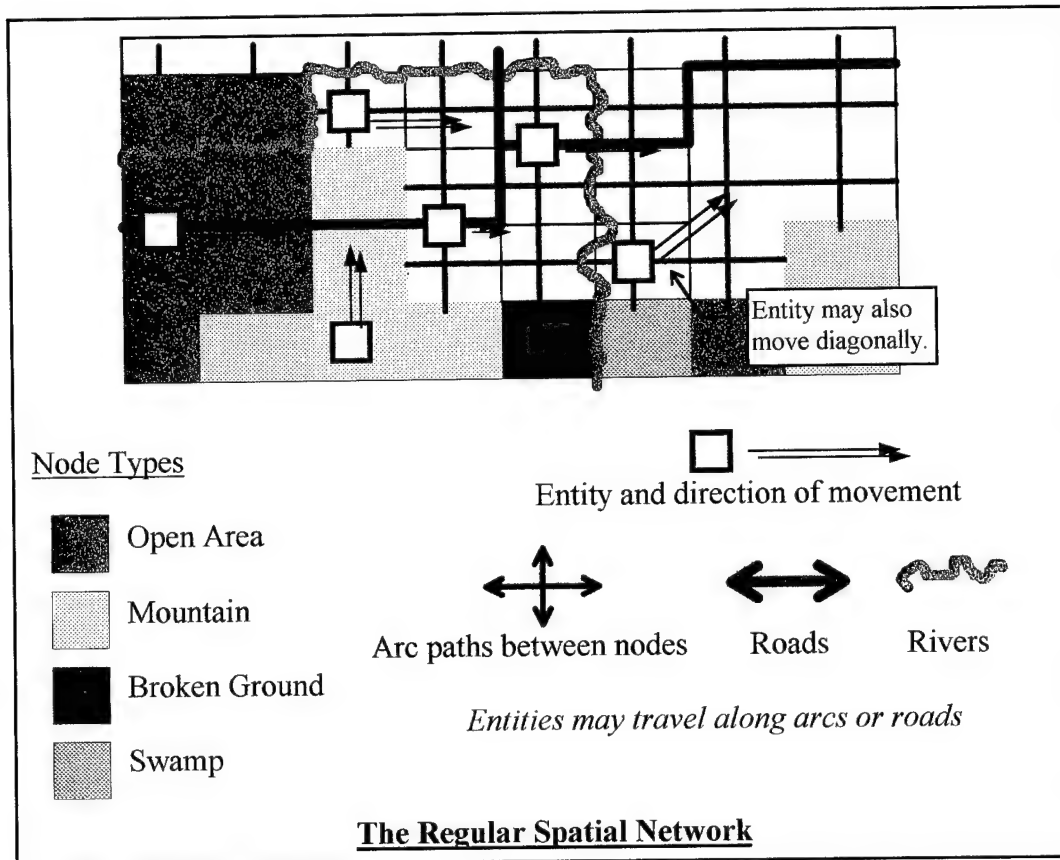 Entity may also
move diagonally.
Node Types
Entity and direction of movement
Open Area
Mountain
Arc paths between nodes
Roads
Rivers
Broken Ground
Entities may travel along arcs or roads
Swamp
The Regular Spatial Network